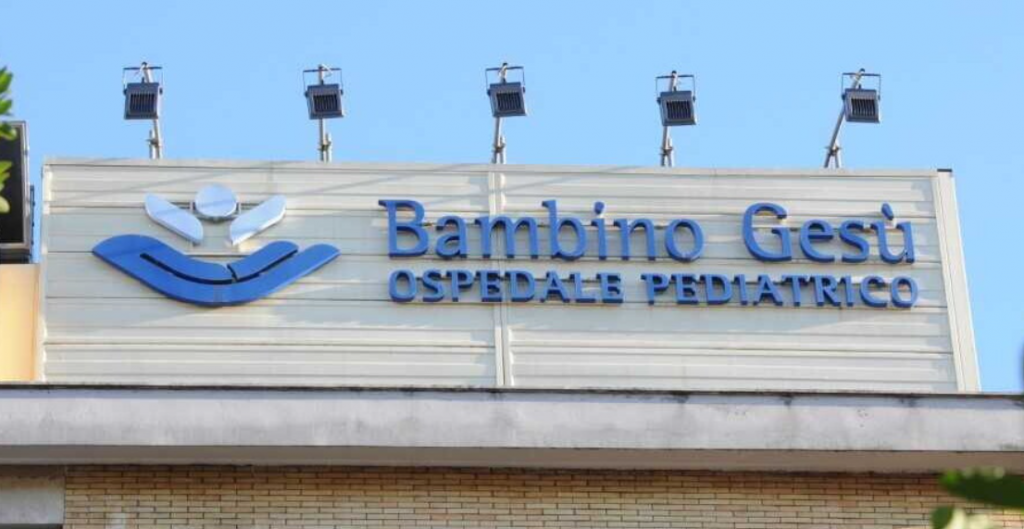 Bambino Gesù
OSPEDALE PEDIATRICO